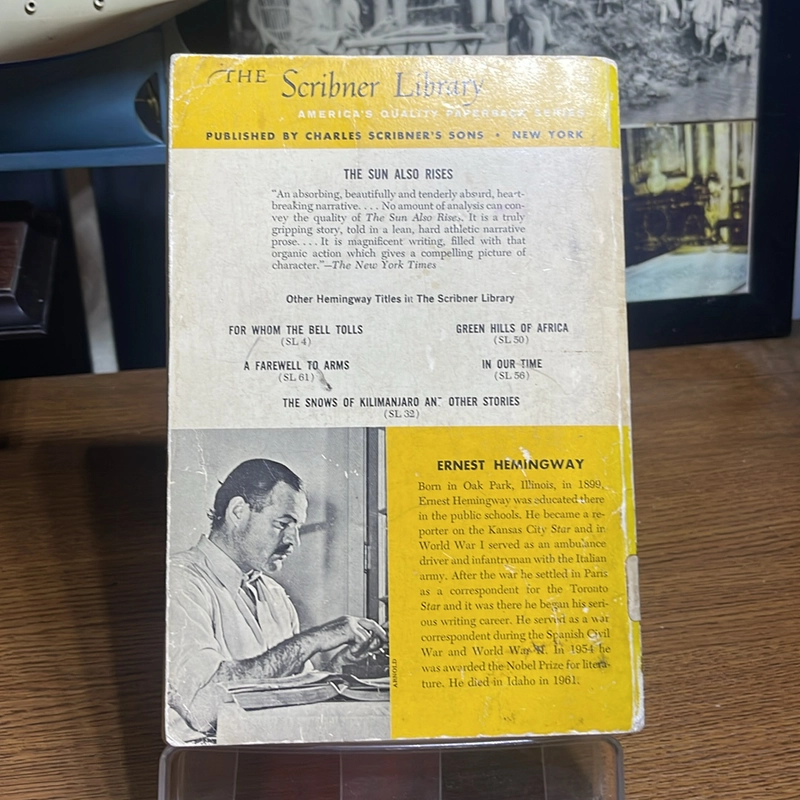 THE Scribner Library
AMERICA'S QUALITY PAPERBACK SERIES
PUBLISHED BY CHARLES SCRIBNER'S SONS • NEW YORK
THE SUN ALSO RISES
"An absorbing, beautifully and tenderly absurd, heart-
breaking narrative. . . . No amount of analysis can con-
vey the quality of The Sun Also Rises. It is a truly
gripping story, told in a lean, hard athletic narrative
prose. . . . It is magnificent writing, filled with that
organic action which gives a compelling picture of
character."—The New York Times
Other Hemingway Titles in The Scribner Library
FOR WHOM THE BELL TOLLS
(SL 4)
GREEN HILLS OF AFRICA
(SL 50)
A FAREWELL TO ARMS
(SL 61)
IN OUR TIME
(SL 56)
THE SNOWS OF KILIMANJARO AND OTHER STORIES
(SL 32)
ARNOLD
ERNEST HEMINGWAY
Born in Oak Park, Illinois, in 1899,
Ernest Hemingway was educated there
in the public schools. He became a re-
porter on the Kansas City Star and in
World War I served as an ambulance
driver and infantryman with the Italian
army. After the war he settled in Paris
as a correspondent for the Toronto
Star and it was there he began his seri-
ous writing career. He served as a war
correspondent during the Spanish Civil
War and World War II. In 1954 he
was awarded the Nobel Prize for litera-
ture. He died in Idaho in 1961.